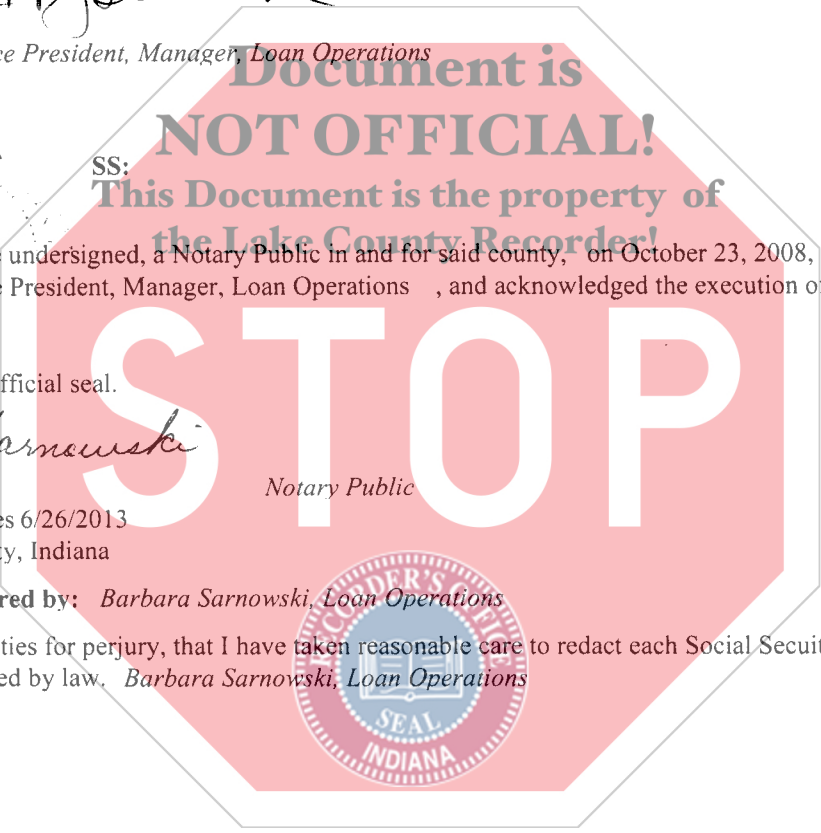 ce President, Manager, Loan Operations
Document is
NOT OFFICIAL!
SS:
This Document is the property of
the Lake County Recorder!
e undersigned, a Notary Public in and for said county, on October 23, 2008,
e President, Manager, Loan Operations , and acknowledged the execution o
STOP
fficial seal.
arnowski
Notary Public
es 6/26/2013
ty, Indiana
red by: Barbara Sarnowski, Loan Operations
ties for perjury, that I have taken reasonable care to redact each Social Secuit
ed by law. Barbara Sarnowski, Loan Operations
RECORDER'S OFFICE
SEAL
INDIANA